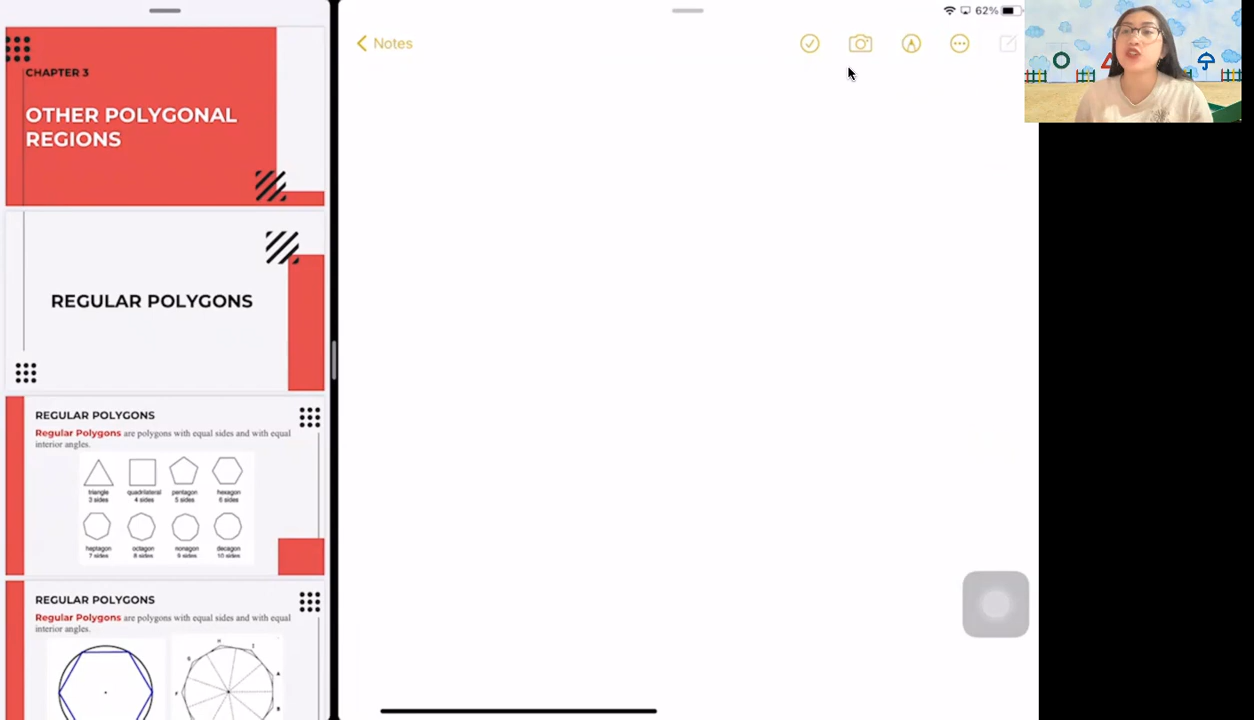 CHAPTER 3
OTHER POLYGONAL
REGIONS
REGULAR POLYGONS
REGULAR POLYGONS
Regular Polygons are polygons with equal sides and with equal
interior angles.
triangle quadrilateral pentagon hexagon
3 sides 4 sides 5 sides 6 sides
heptagon octagon nonagon decagon
7 sides 8 sides 9 sides 10 sides
REGULAR POLYGONS
Regular Polygons are polygons with equal sides and with equal
interior angles.
Notes
62%